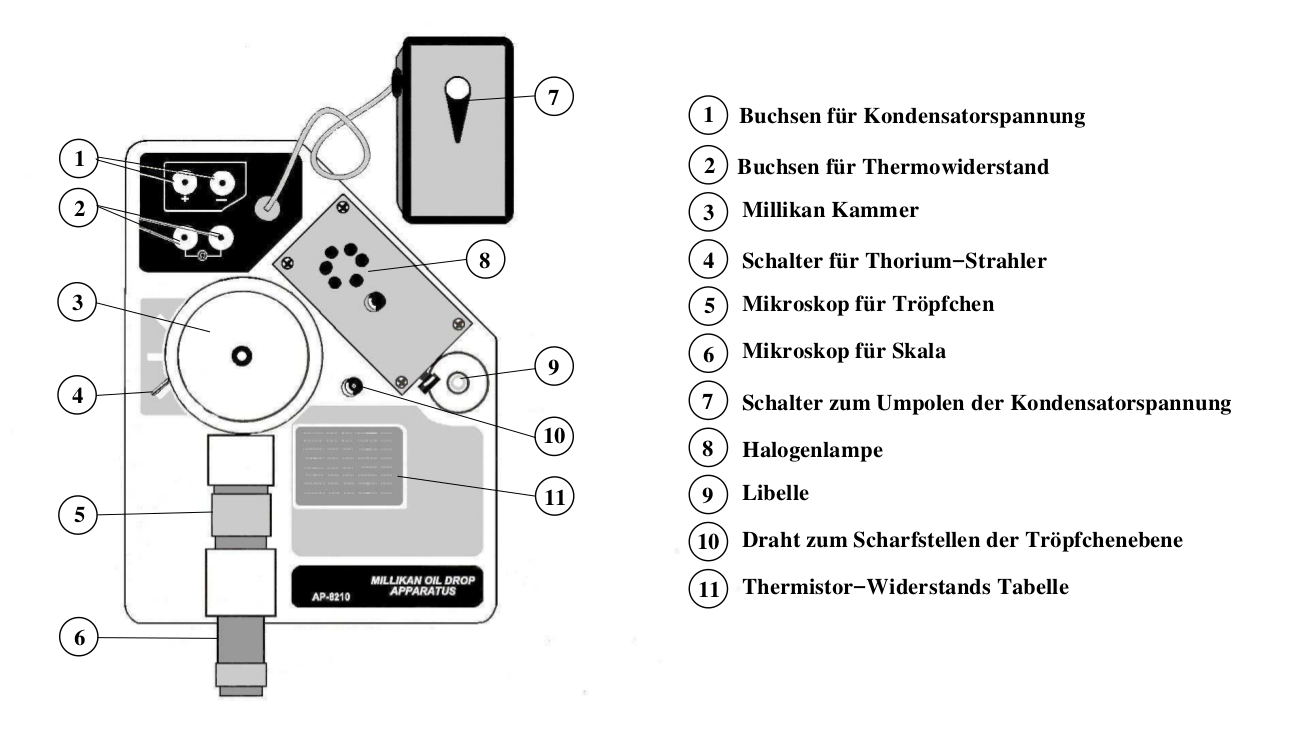 7
1
2
8
3
9
4
10
11
5
6
+ −
MILLIKAN OIL DROP
APPARATUS
AP-8210
1 Buchsen für Kondensatorspannung
2 Buchsen für Thermowiderstand
3 Millikan Kammer
4 Schalter für Thorium−Strahler
5 Mikroskop für Tröpfchen
6 Mikroskop für Skala
7 Schalter zum Umpolen der Kondensatorspannung
8 Halogenlampe
9 Libelle
10 Draht zum Scharfstellen der Tröpfchenebene
11 Thermistor−Widerstands Tabelle